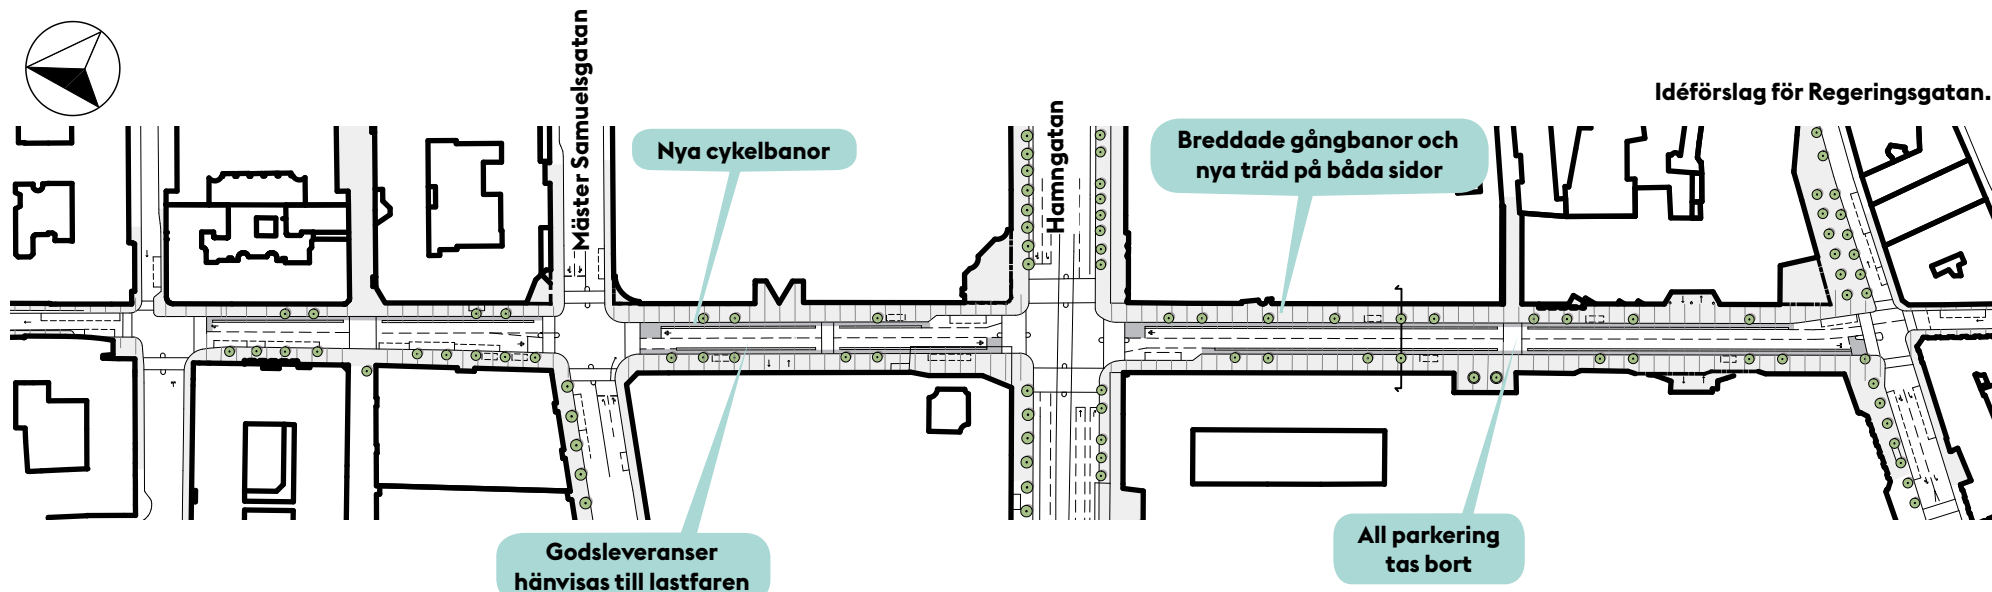 Mäster Samuelsgatan
Hamngatan
Idéförslag för Regeringsgatan.
Nya cykelbanor
Breddade gångbanor och
nya träd på båda sidor
Godsleveranser
hänvisas till lastfaren
All parkering
tas bort